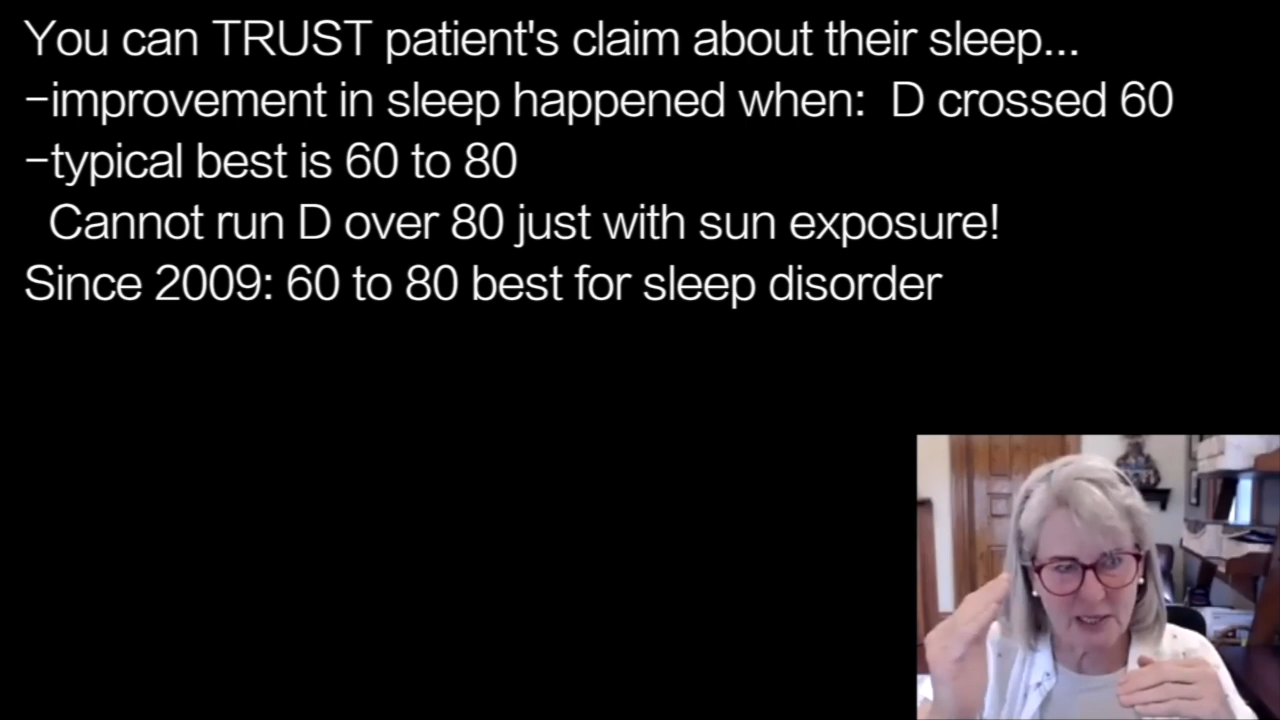 You can TRUST patient's claim about their sleep...
−improvement in sleep happened when:  D crossed 60
−typical best is 60 to 80
Cannot run D over 80 just with sun exposure!
Since 2009: 60 to 80 best for sleep disorder